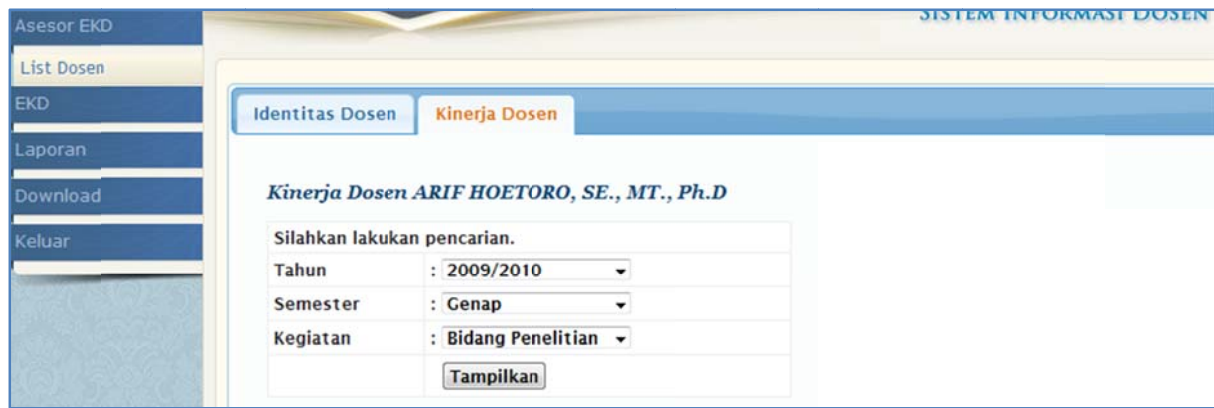 SISTEM INFORMASI DOSEN
Asesor EKD
List Dosen
EKD
Laporan
Download
Keluar
Identitas Dosen
Kinerja Dosen
Kinerja Dosen ARIF HOETORO, SE., MT., Ph.D
Silahkan lakukan pencarian.
Tahun : 2009/2010
Semester : Genap
Kegiatan : Bidang Penelitian
Tampilkan